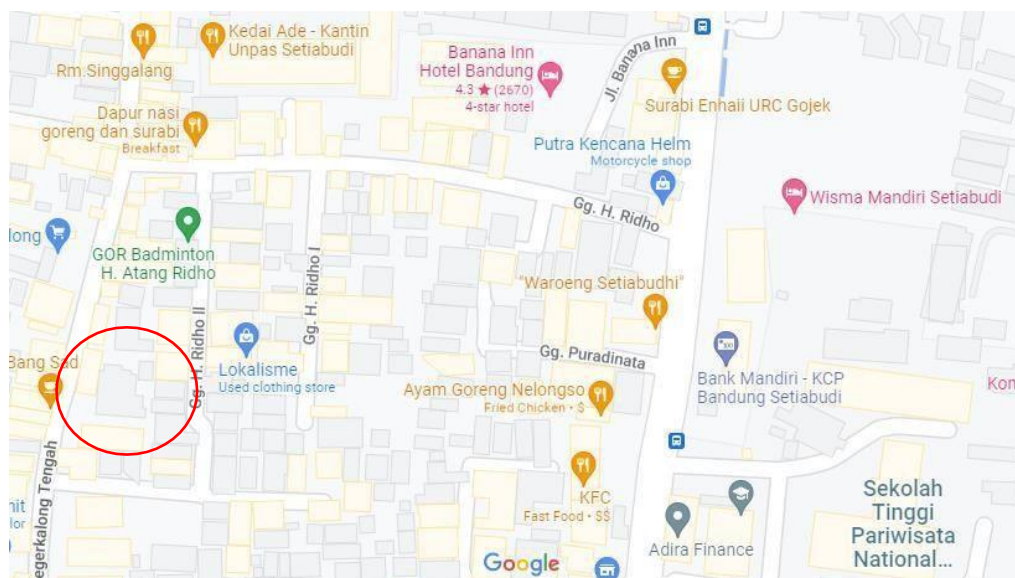 Kedai Ade - Kantin
Unpas Setiabudi
Rm.Singgalang
Banana Inn
Hotel Bandung
4.3 ★ (2670)
4-star hotel
Jl. Banana Inn
Surabi Enhaii URC Gojek
Dapur nasi
goreng dan surabi
Breakfast
Putra Kencana Helm
Motorcycle shop
Wisma Mandiri Setiabudi
Gg. H. Ridho
long
GOR Badminton
H. Atang Ridho
Gg. H. Ridho I
"Waroeng Setiabudhi"
Gg. H. Ridho II
Gg. Puradinata
Bang Sad
Lokalisme
Used clothing store
Ayam Goreng Nelongso
Fried Chicken • $
Bank Mandiri - KCP
Bandung Setiabudi
Kon
egerkalong Tengah
nit
lor
KFC
Fast Food • $$
Adira Finance
Sekolah
Tinggi
Pariwisata
National...
Google